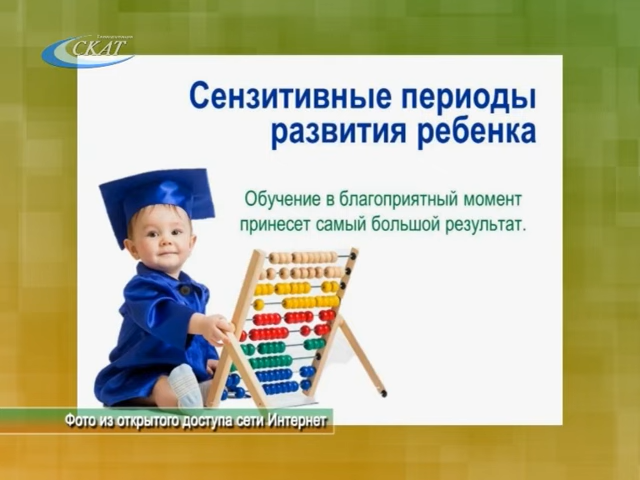 СКАТ
Сензитивные периоды
развития ребенка
Обучение в благоприятный момент
принесет самый большой результат.
Фото из открытого доступа сети Интернет